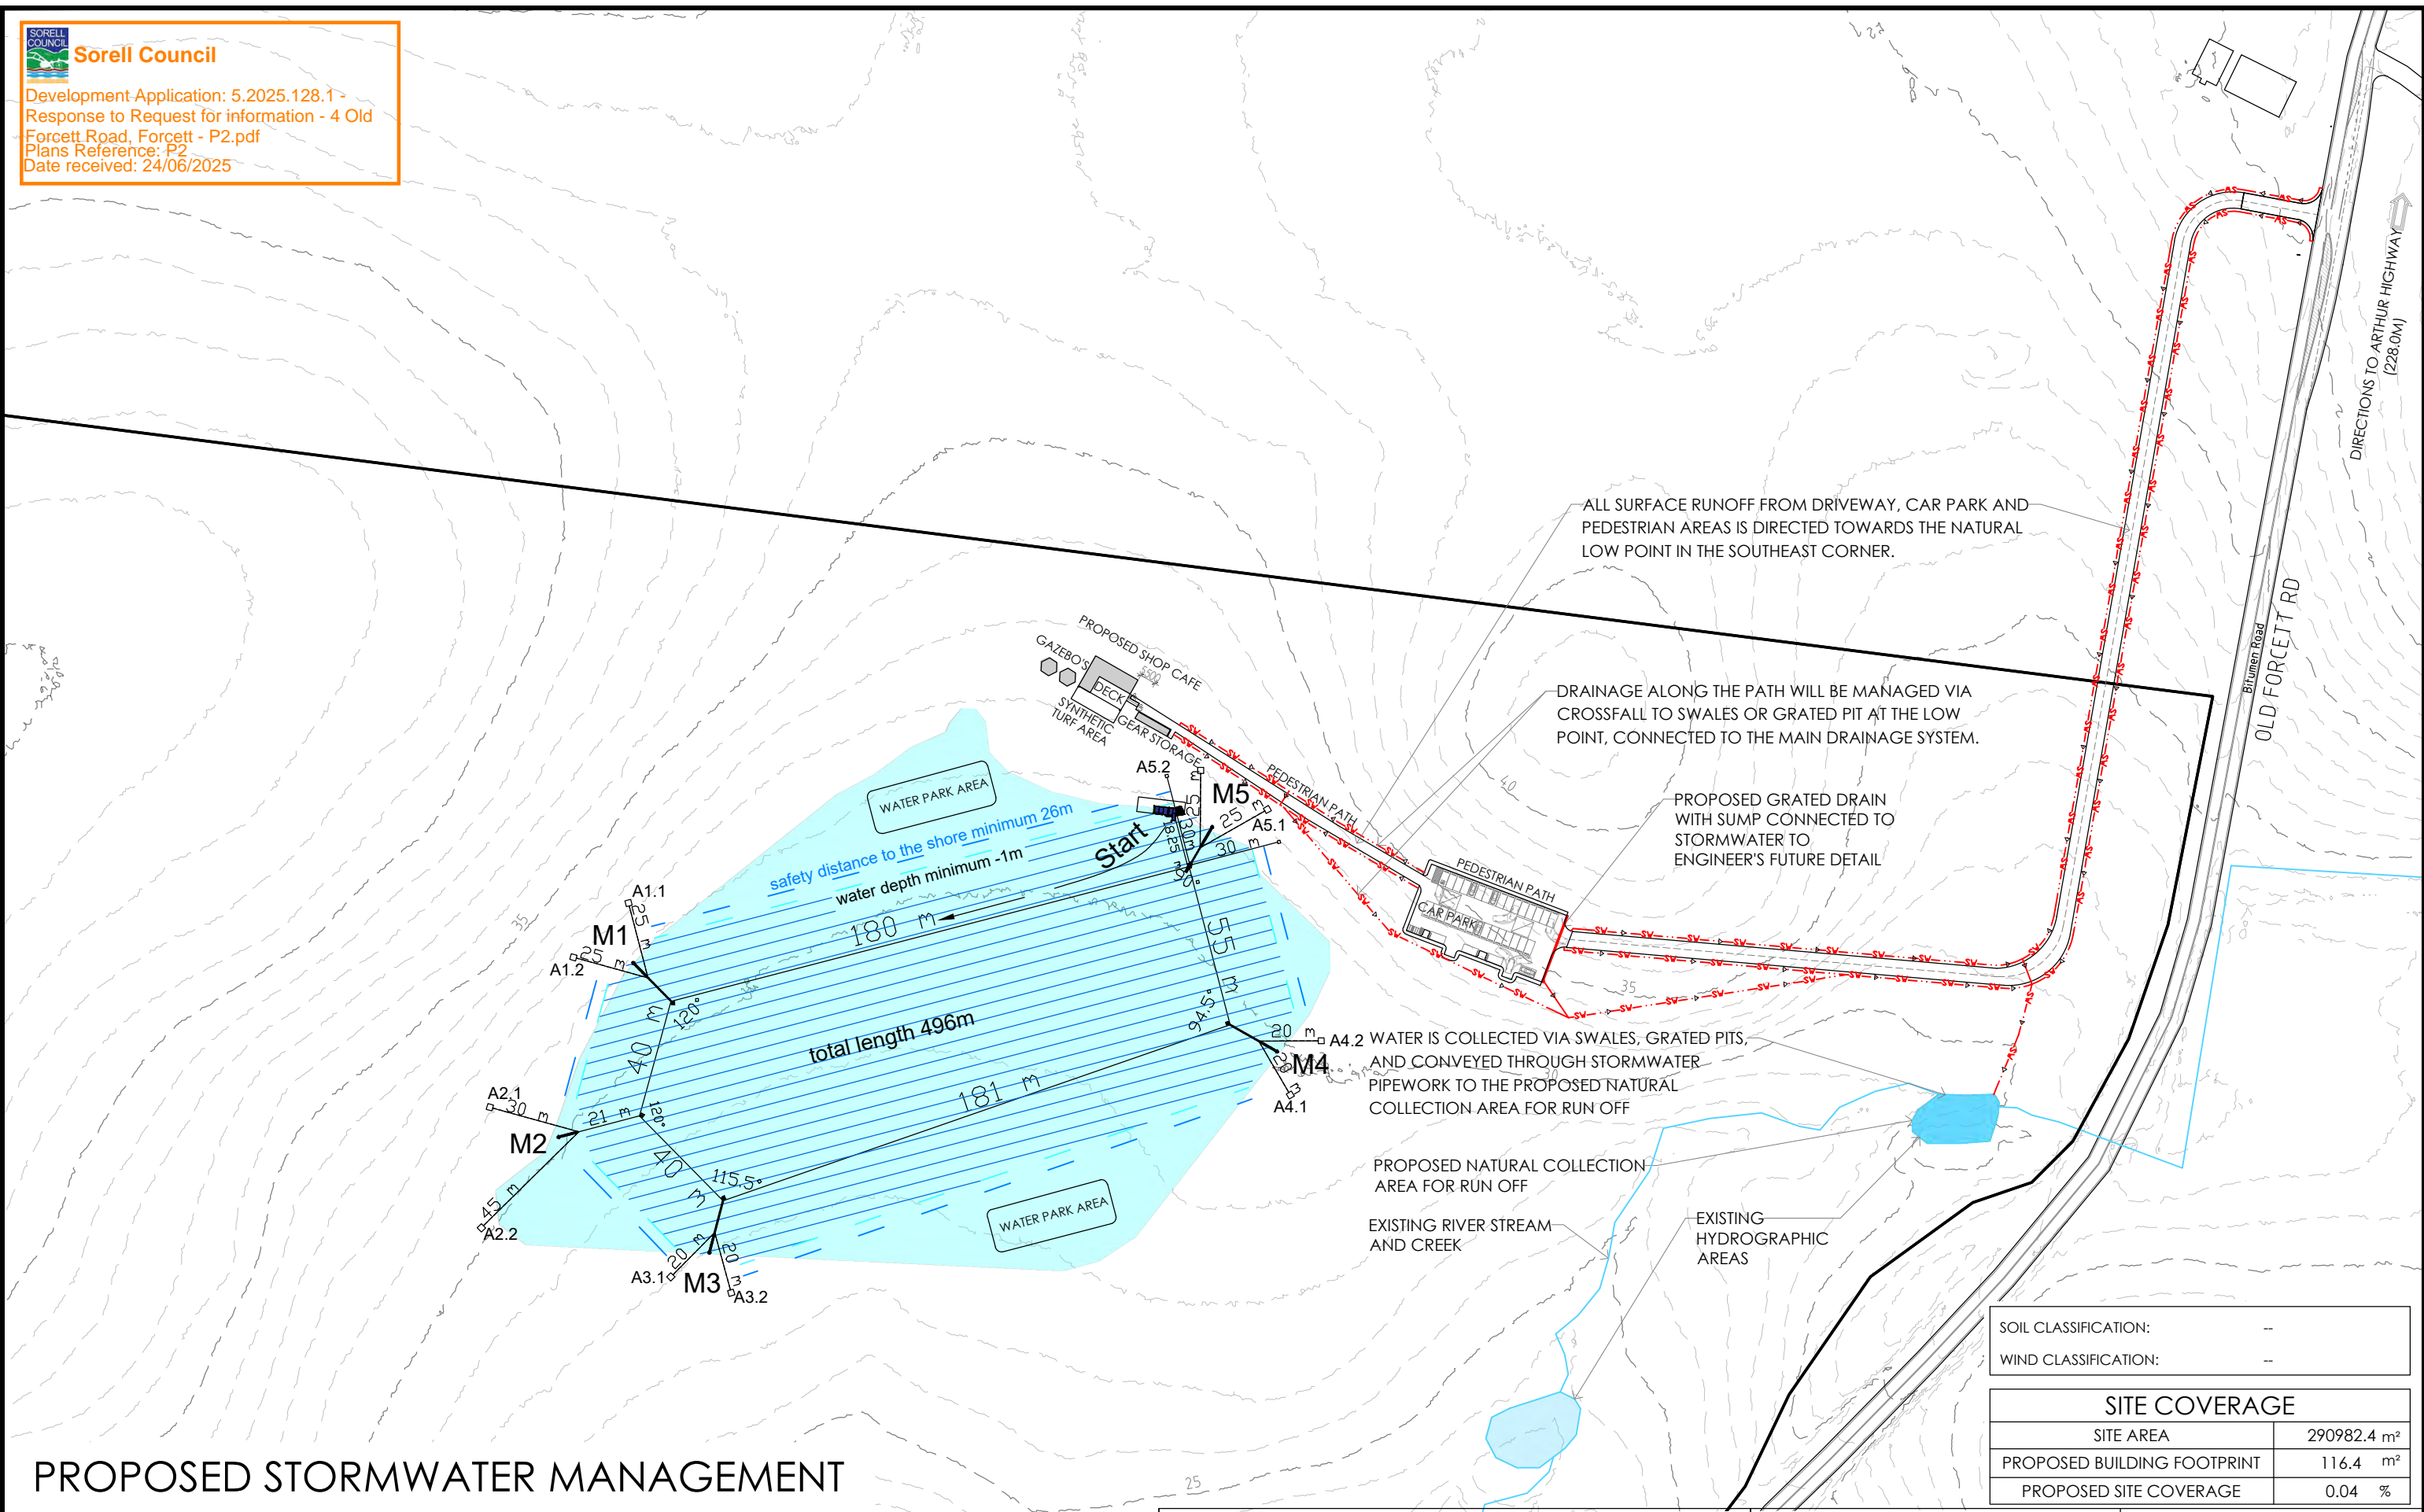 SORELL
COUNCIL
Sorell Council
Development Application: 5.2025.128.1 -
Response to Request for information - 4 Old
Forcett Road, Forcett - P2.pdf
Plans Reference: P2
Date received: 24/06/2025
DIRECTIONS TO ARTHUR HIGHWAY
(228.0M)
ALL SURFACE RUNOFF FROM DRIVEWAY, CAR PARK AND
PEDESTRIAN AREAS IS DIRECTED TOWARDS THE NATURAL
LOW POINT IN THE SOUTHEAST CORNER.
Bitumen Road
OLD FORCETT RD
PROPOSED SHOP CAFE
GAZEBO'S
5500
DECK
SYNTHETIC
TURF AREA
GEAR STORAGE
DRAINAGE ALONG THE PATH WILL BE MANAGED VIA
CROSSFALL TO SWALES OR GRATED PIT AT THE LOW
POINT, CONNECTED TO THE MAIN DRAINAGE SYSTEM.
PEDESTRIAN PATH
40
PROPOSED GRATED DRAIN
WITH SUMP CONNECTED TO
STORMWATER TO
ENGINEER'S FUTURE DETAIL
WATER PARK AREA
A5.2
25 m
M5
25 m
A5.1
30 m
30m
18.25 m
90°
Start
safety distance to the shore minimum 26m
water depth minimum -1m
180 m
PEDESTRIAN PATH
CAR PARK
A1.1
25 m
M1
25 m
A1.2
35
120°
40 m
55 m
94.5°
total length 496m
35
20 m
A4.2
M4
20 m
A4.1
WATER IS COLLECTED VIA SWALES, GRATED PITS,
AND CONVEYED THROUGH STORMWATER
PIPEWORK TO THE PROPOSED NATURAL
COLLECTION AREA FOR RUN OFF
30
181 m
A2.1
30 m
21 m
120°
M2
40 m
115.5°
45 m
A2.2
20 m
A3.1
M3
20 m
A3.2
WATER PARK AREA
PROPOSED NATURAL COLLECTION
AREA FOR RUN OFF
EXISTING RIVER STREAM
AND CREEK
EXISTING
HYDROGRAPHIC
AREAS
SOIL CLASSIFICATION: --
WIND CLASSIFICATION: --
SITE COVERAGE
SITE AREA 290982.4 m²
PROPOSED BUILDING FOOTPRINT 116.4 m²
PROPOSED SITE COVERAGE 0.04 %
25
PROPOSED STORMWATER MANAGEMENT